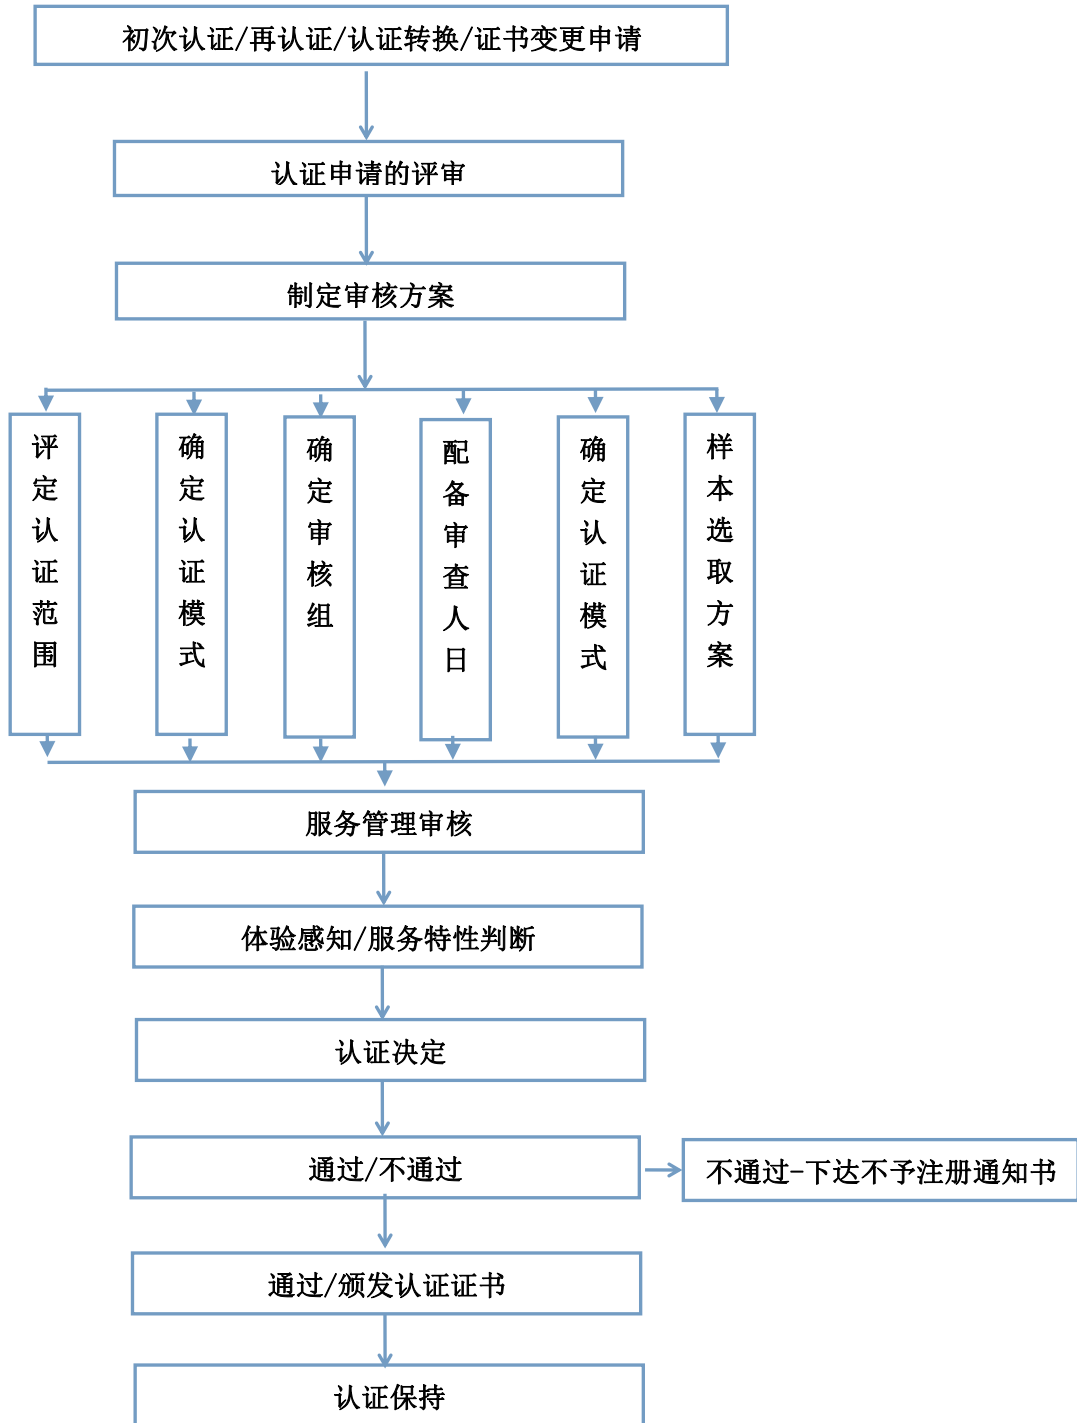 初次认证/再认证/认证转换/证书变更申请
认证申请的评审
制定审核方案
评定认证范围
确定认证模式
确定审核组
配备审查人日
确定认证模式
样本选取方案
服务管理审核
体验感知/服务特性判断
认证决定
通过/不通过
不通过-下达不予注册通知书
通过/颁发认证证书
认证保持